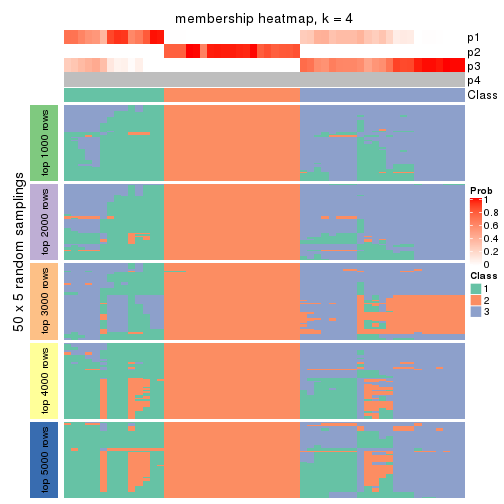 membership heatmap, k = 4
p1
p2
p3
p4
Class
50 x 5 random samplings
top 1000 rows
top 2000 rows
top 3000 rows
top 4000 rows
top 5000 rows
Prob
1
0.8
0.6
0.4
0.2
0
Class
1
2
3